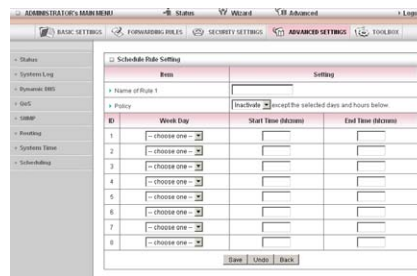 ADMINISTRATOR's MAIN MENU Status Wizard Advanced › Logo
BASIC SETTINGS FORWARDING RULES SECURITY SETTINGS ADVANCED SETTINGS TOOLBOX
Status
System Log
Dynamic DNS
QoS
SNMP
Routing
System Time
Scheduling
Schedule Rule Setting
Item Setting
Name of Rule 1
Policy Inactivate except the selected days and hours below
ID Week Day Start Time (hh:mm) End Time (hh:mm)
1 -- choose one --
2 -- choose one --
3 -- choose one --
4 -- choose one --
5 -- choose one --
6 -- choose one --
7 -- choose one --
8 -- choose one --
Save Undo Back